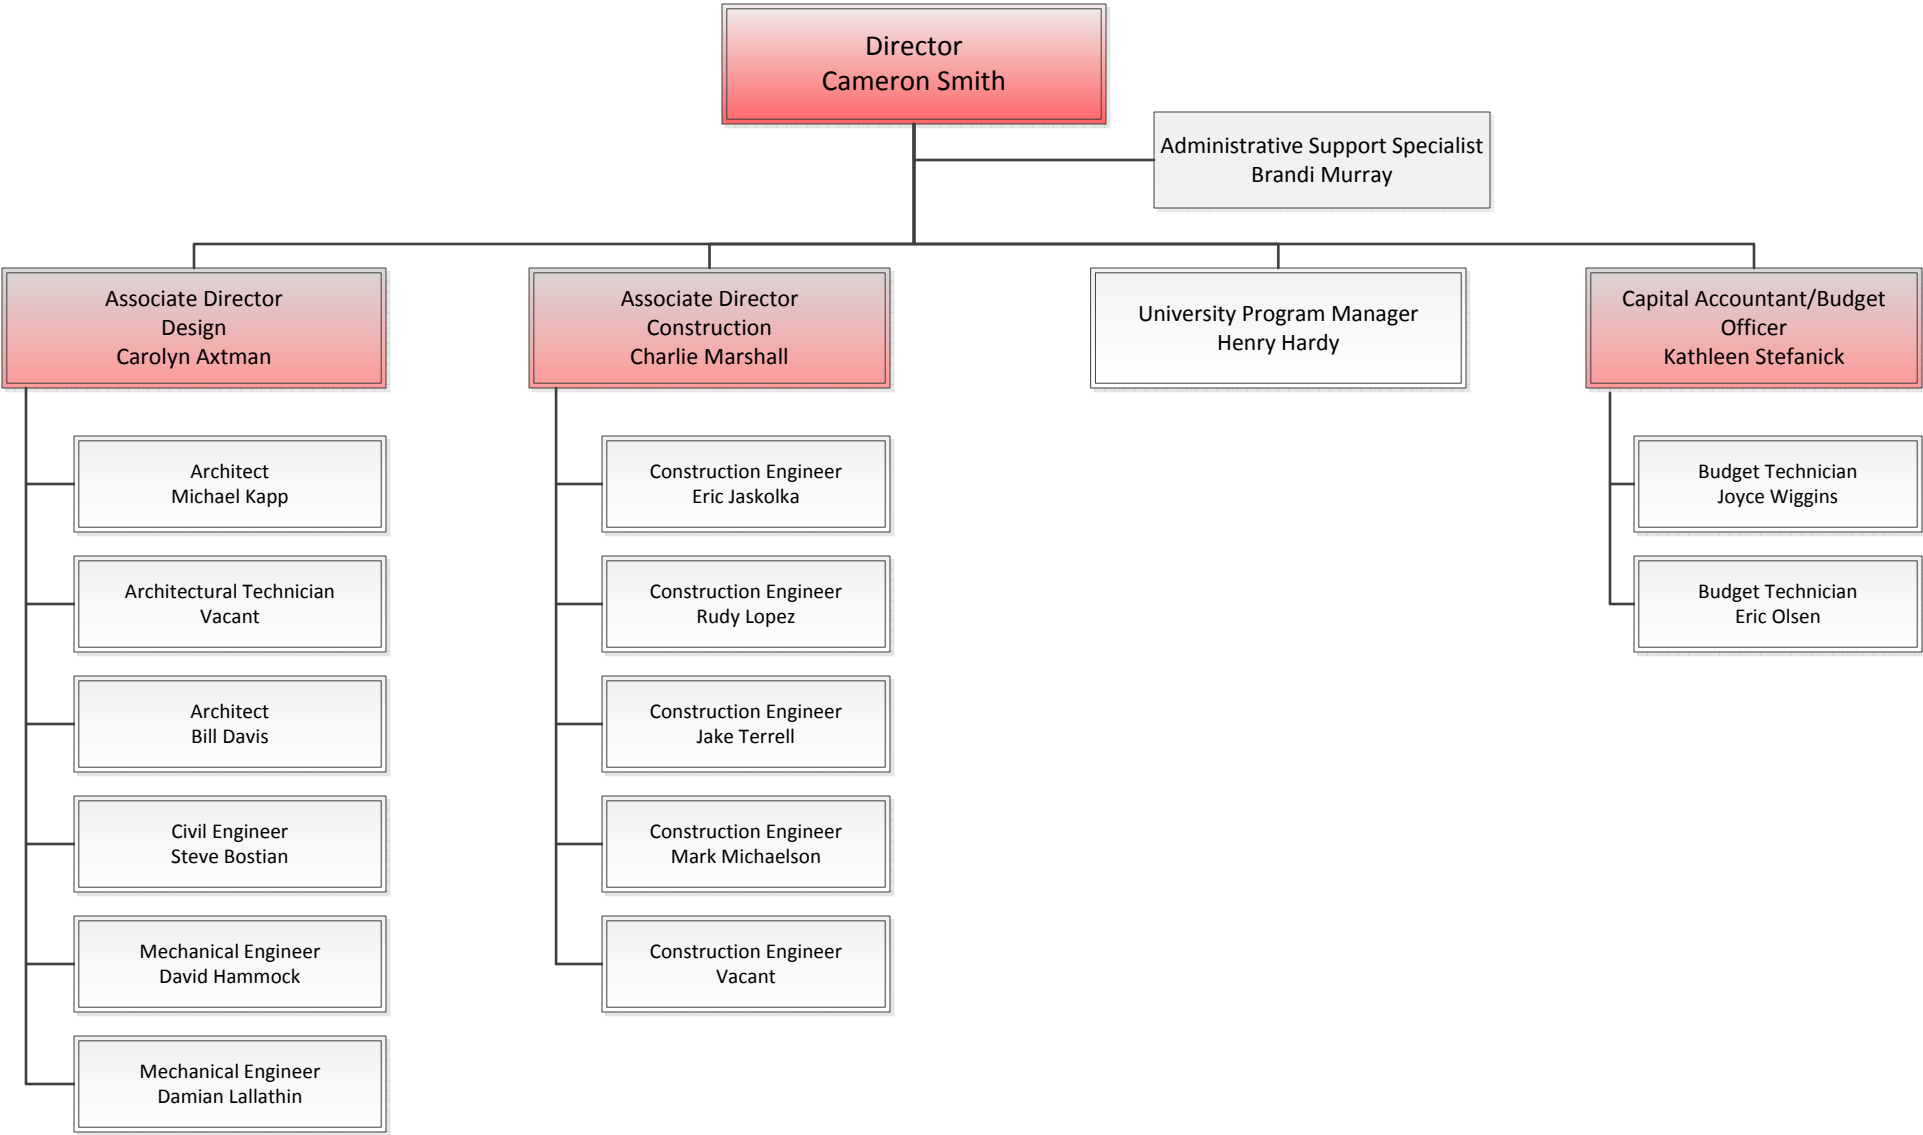 Director
Cameron Smith
Administrative Support Specialist
Brandi Murray
Associate Director
Design
Carolyn Axtman
Associate Director
Construction
Charlie Marshall
University Program Manager
Henry Hardy
Capital Accountant/Budget
Officer
Kathleen Stefanick
Architect
Michael Kapp
Architectural Technician
Vacant
Architect
Bill Davis
Civil Engineer
Steve Bostian
Mechanical Engineer
David Hammock
Mechanical Engineer
Damian Lallathin
Construction Engineer
Eric Jaskolka
Construction Engineer
Rudy Lopez
Construction Engineer
Jake Terrell
Construction Engineer
Mark Michaelson
Construction Engineer
Vacant
Budget Technician
Joyce Wiggins
Budget Technician
Eric Olsen